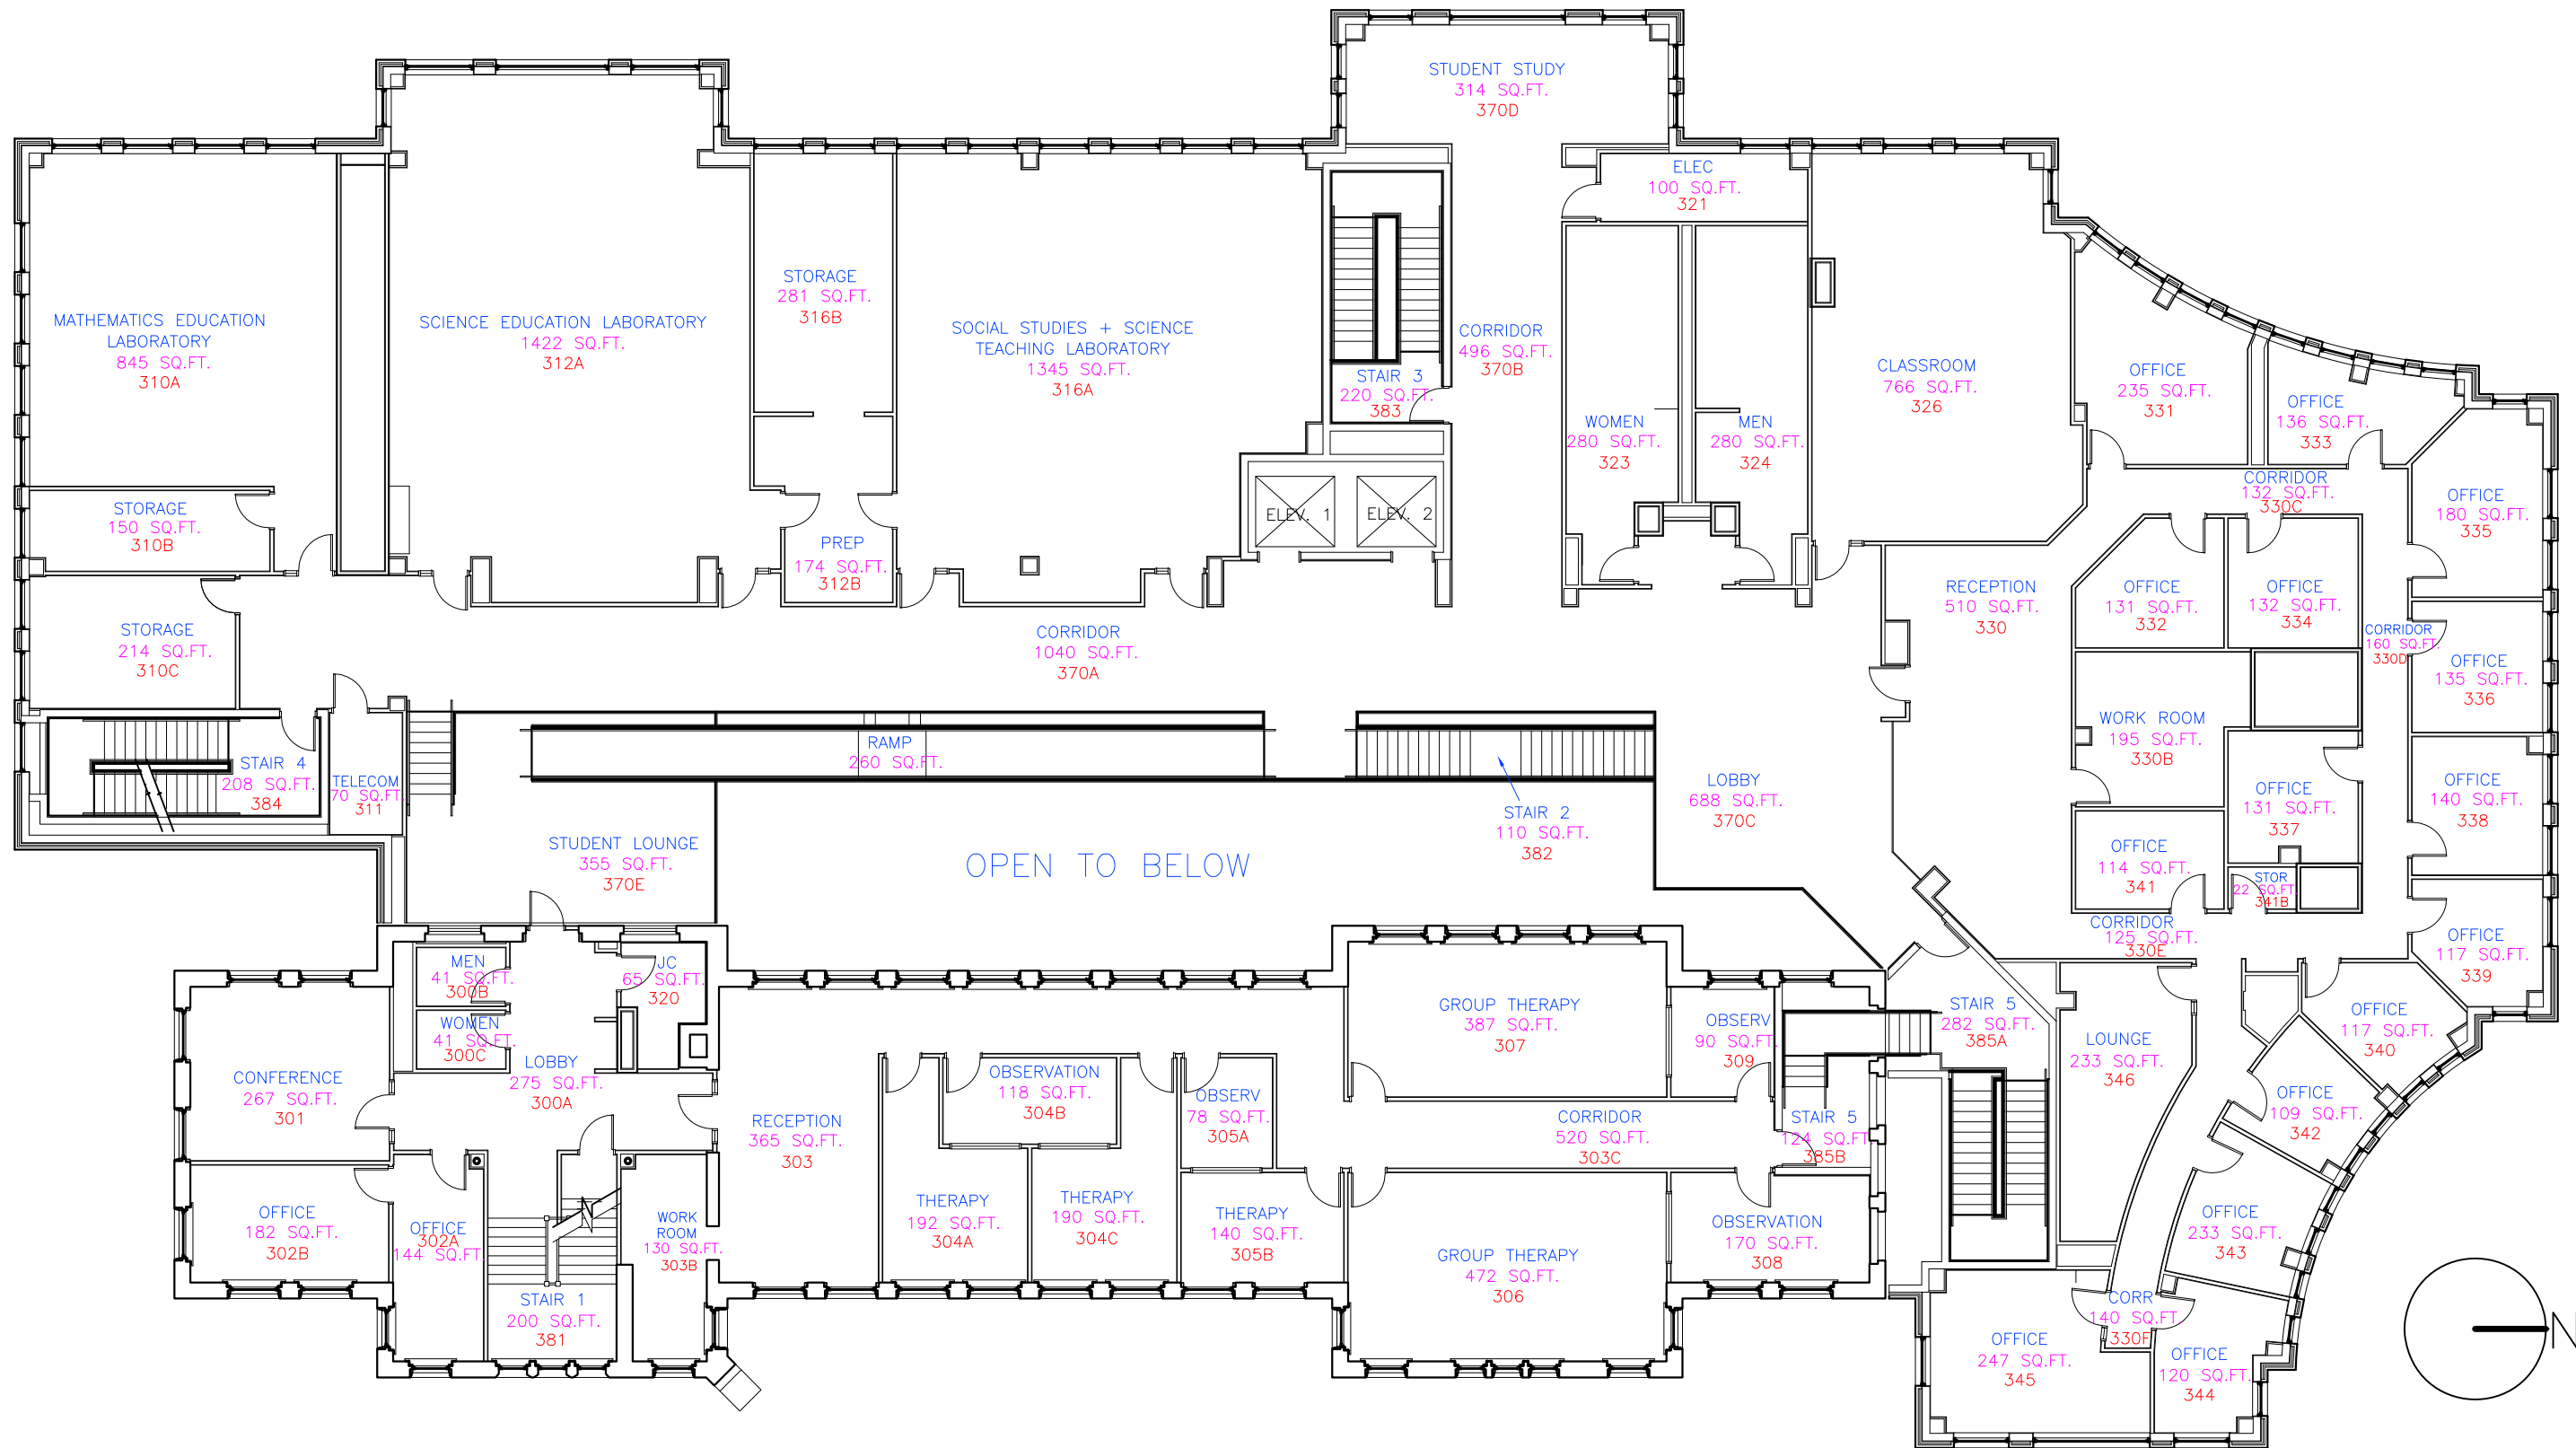 STUDENT STUDY
314 SQ.FT.
370D
ELEC
100 SQ.FT.
321
STORAGE
281 SQ.FT.
316B
MATHEMATICS EDUCATION
LABORATORY
845 SQ.FT.
310A
SCIENCE EDUCATION LABORATORY
1422 SQ.FT.
312A
SOCIAL STUDIES + SCIENCE
TEACHING LABORATORY
1345 SQ.FT.
316A
STAIR 3
220 SQ.FT.
383
CORRIDOR
496 SQ.FT.
370B
WOMEN
280 SQ.FT.
323
MEN
280 SQ.FT.
324
CLASSROOM
766 SQ.FT.
326
OFFICE
235 SQ.FT.
331
OFFICE
136 SQ.FT.
333
CORRIDOR
132 SQ.FT.
330C
OFFICE
180 SQ.FT.
335
STORAGE
150 SQ.FT.
310B
PREP
174 SQ.FT.
312B
ELEV. 1
ELEV. 2
RECEPTION
510 SQ.FT.
330
OFFICE
131 SQ.FT.
332
OFFICE
132 SQ.FT.
334
CORRIDOR
160 SQ.FT.
330D
OFFICE
135 SQ.FT.
336
STORAGE
214 SQ.FT.
310C
CORRIDOR
1040 SQ.FT.
370A
WORK ROOM
195 SQ.FT.
330B
STAIR 4
208 SQ.FT.
384
TELECOM
70 SQ.FT.
311
RAMP
260 SQ.FT.
STAIR 2
110 SQ.FT.
382
LOBBY
688 SQ.FT.
370C
OFFICE
131 SQ.FT.
337
OFFICE
140 SQ.FT.
338
STUDENT LOUNGE
355 SQ.FT.
370E
OPEN TO BELOW
OFFICE
114 SQ.FT.
341
STOR
22 SQ.FT.
341B
CORRIDOR
125 SQ.FT.
330E
OFFICE
117 SQ.FT.
339
MEN
41 SQ.FT.
300B
WOMEN
41 SQ.FT.
300C
JC
65 SQ.FT.
320
LOBBY
275 SQ.FT.
300A
CONFERENCE
267 SQ.FT.
301
GROUP THERAPY
387 SQ.FT.
307
OBSERV
90 SQ.FT.
309
STAIR 5
282 SQ.FT.
385A
LOUNGE
233 SQ.FT.
346
OFFICE
117 SQ.FT.
340
OFFICE
109 SQ.FT.
342
RECEPTION
365 SQ.FT.
303
OBSERVATION
118 SQ.FT.
304B
OBSERV
78 SQ.FT.
305A
CORRIDOR
520 SQ.FT.
303C
STAIR 5
124 SQ.FT.
385B
OFFICE
182 SQ.FT.
302B
OFFICE
302A
144 SQ.FT.
WORK
ROOM
130 SQ.FT.
303B
THERAPY
192 SQ.FT.
304A
THERAPY
190 SQ.FT.
304C
THERAPY
140 SQ.FT.
305B
GROUP THERAPY
472 SQ.FT.
306
OBSERVATION
170 SQ.FT.
308
OFFICE
233 SQ.FT.
343
STAIR 1
200 SQ.FT.
381
CORR
140 SQ.FT.
330F
OFFICE
247 SQ.FT.
345
OFFICE
120 SQ.FT.
344
N